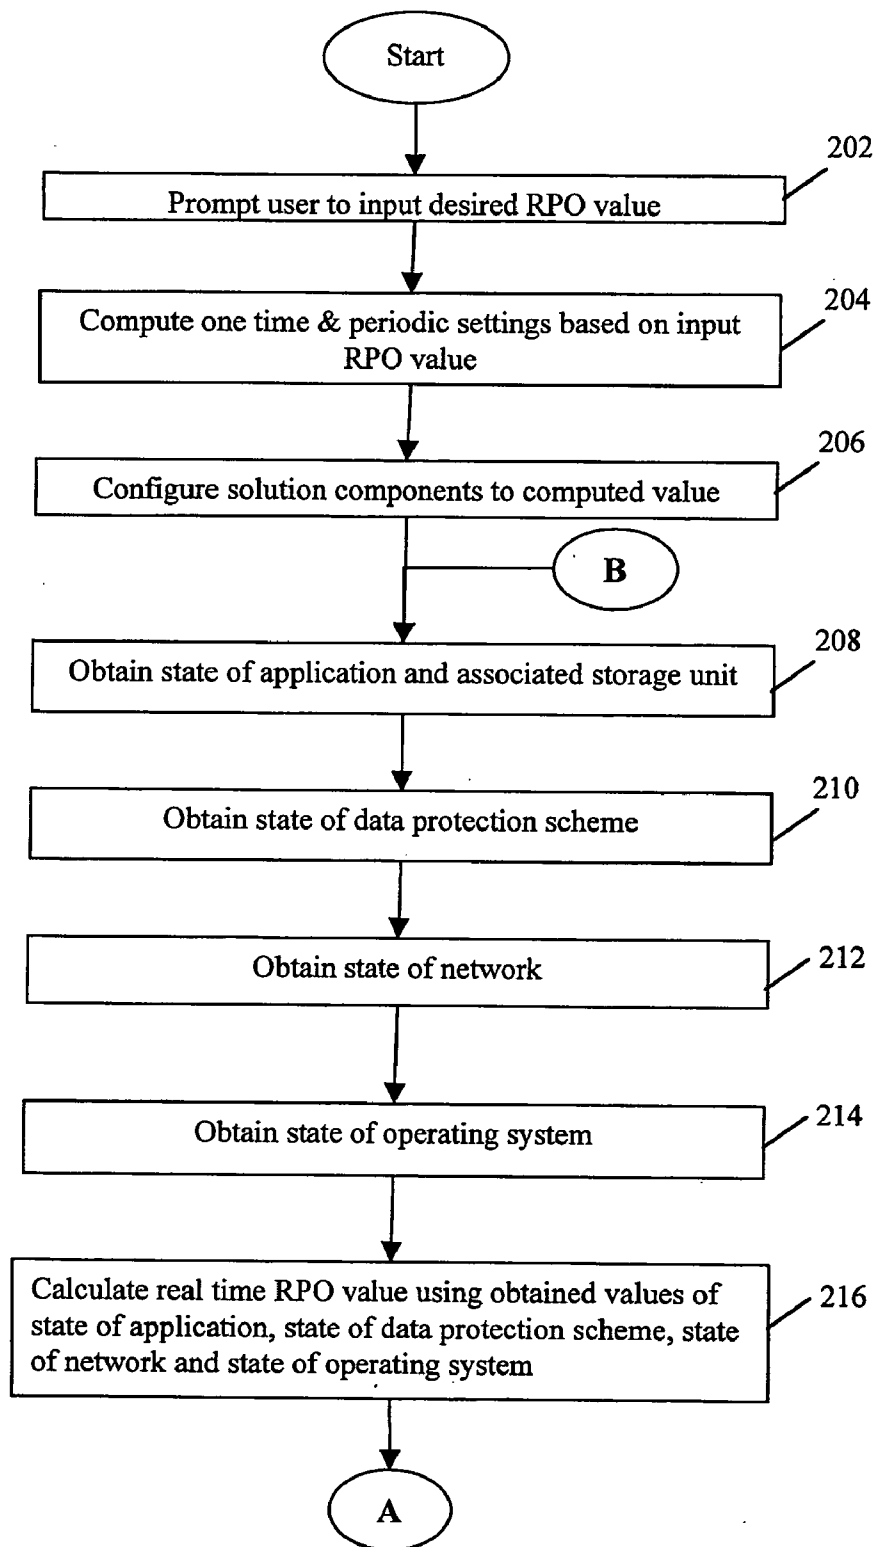 Start
202
Prompt user to input desired RPO value
204
Compute one time & periodic settings based on input
RPO value
206
Configure solution components to computed value
B
208
Obtain state of application and associated storage unit
210
Obtain state of data protection scheme
212
Obtain state of network
214
Obtain state of operating system
216
Calculate real time RPO value using obtained values of
state of application, state of data protection scheme, state
of network and state of operating system
A